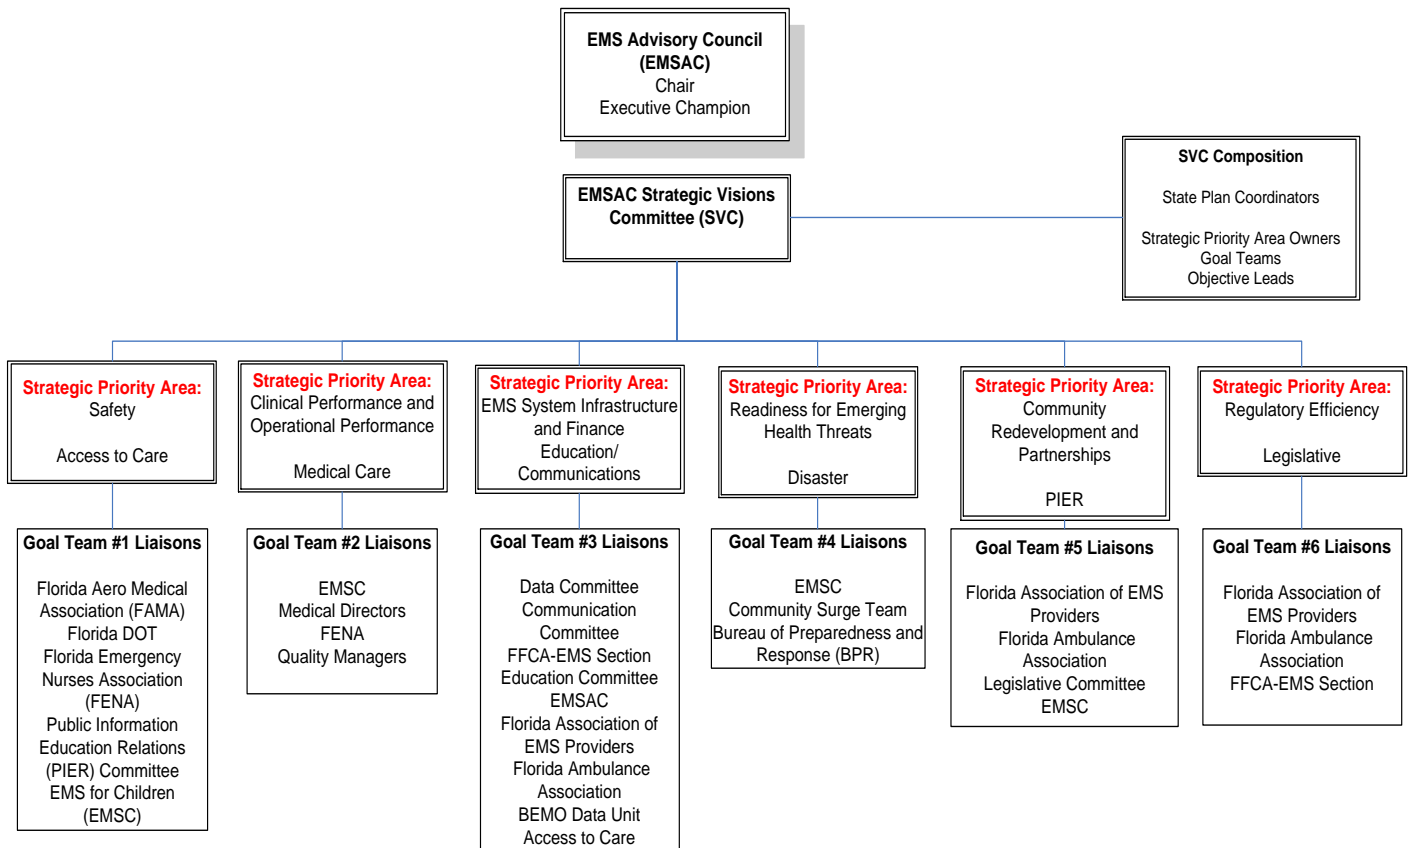 EMS Advisory Council
(EMSAC)
Chair
Executive Champion
EMSAC Strategic Visions
Committee (SVC)
SVC Composition
State Plan Coordinators
Strategic Priority Area Owners
Goal Teams
Objective Leads
Strategic Priority Area:
Safety
Access to Care
Strategic Priority Area:
Clinical Performance and
Operational Performance
Medical Care
Strategic Priority Area:
EMS System Infrastructure
and Finance
Education/
Communications
Strategic Priority Area:
Readiness for Emerging
Health Threats
Disaster
Strategic Priority Area:
Community
Redevelopment and
Partnerships
PIER
Strategic Priority Area:
Regulatory Efficiency
Legislative
Goal Team #1 Liaisons
Florida Aero Medical
Association (FAMA)
Florida DOT
Florida Emergency
Nurses Association
(FENA)
Public Information
Education Relations
(PIER) Committee
EMS for Children
(EMSC)
Goal Team #2 Liaisons
EMSC
Medical Directors
FENA
Quality Managers
Goal Team #3 Liaisons
Data Committee
Communication
Committee
FFCA-EMS Section
Education Committee
EMSAC
Florida Association of
EMS Providers
Florida Ambulance
Association
BEMO Data Unit
Access to Care
Goal Team #4 Liaisons
EMSC
Community Surge Team
Bureau of Preparedness and
Response (BPR)
Goal Team #5 Liaisons
Florida Association of EMS
Providers
Florida Ambulance
Association
Legislative Committee
EMSC
Goal Team #6 Liaisons
Florida Association of
EMS Providers
Florida Ambulance
Association
FFCA-EMS Section